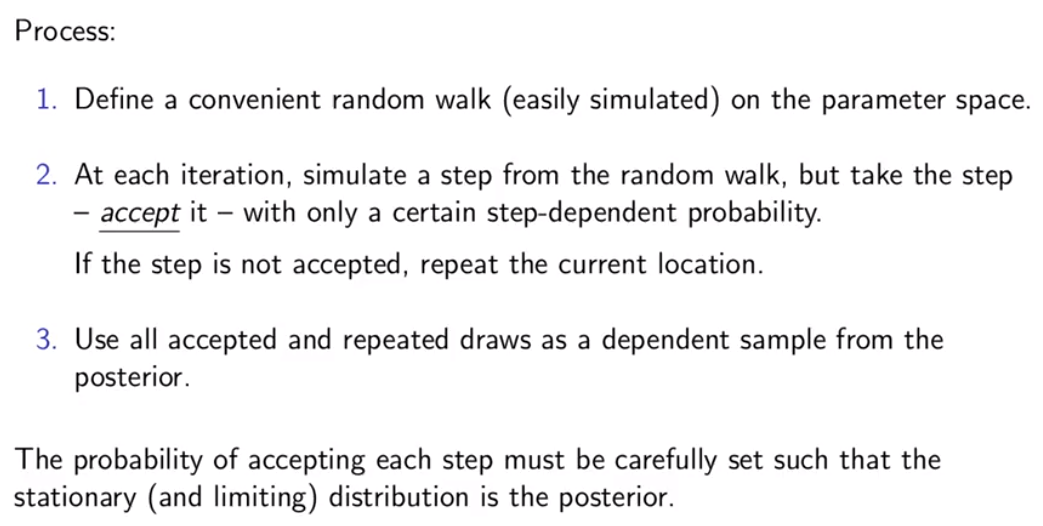 Process:
1. Define a convenient random walk (easily simulated) on the parameter space.
2. At each iteration, simulate a step from the random walk, but take the step
– accept it – with only a certain step-dependent probability.
If the step is not accepted, repeat the current location.
3. Use all accepted and repeated draws as a dependent sample from the
posterior.
The probability of accepting each step must be carefully set such that the
stationary (and limiting) distribution is the posterior.